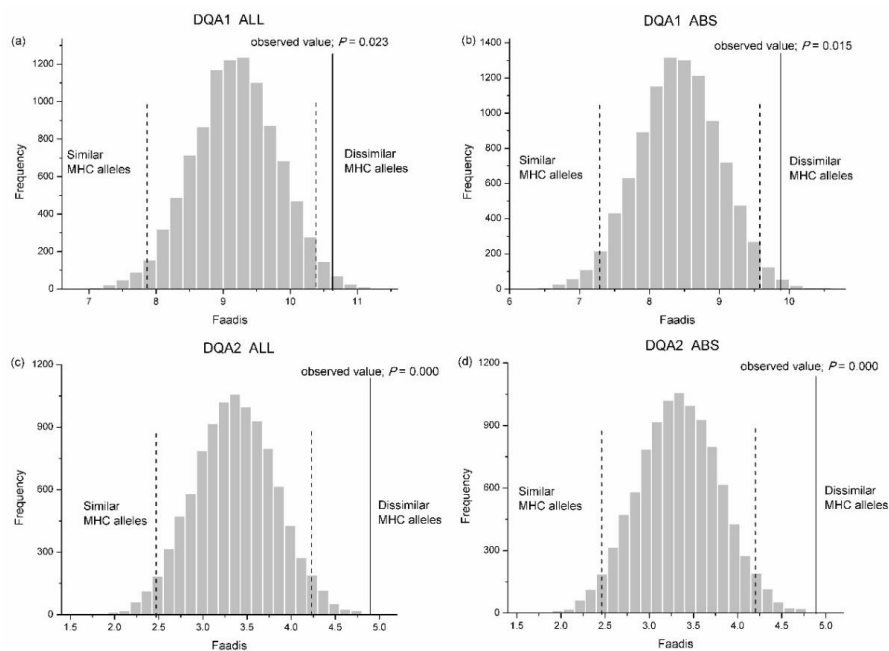 DQA1 ALL
(a)
observed value; P = 0.023
1200
1000
800
600
400
200
0
Frequency
Similar
MHC alleles
Dissimilar
MHC alleles
7 8 9 10 11
Faadis
DQA1 ABS
(b)
observed value; P = 0.015
1400
1200
1000
800
600
400
200
0
Frequency
Similar
MHC alleles
Dissimilar
MHC alleles
6 7 8 9 10
Faadis
DQA2 ALL
(c)
observed value; P = 0.000
1200
900
600
300
0
Frequency
Similar
MHC alleles
Dissimilar
MHC alleles
1.5 2.0 2.5 3.0 3.5 4.0 4.5 5.0
Faadis
DQA2 ABS
(d)
observed value; P = 0.000
1200
900
600
300
0
Frequency
Similar
MHC alleles
Dissimilar
MHC alleles
1.5 2.0 2.5 3.0 3.5 4.0 4.5 5.0
Faadis